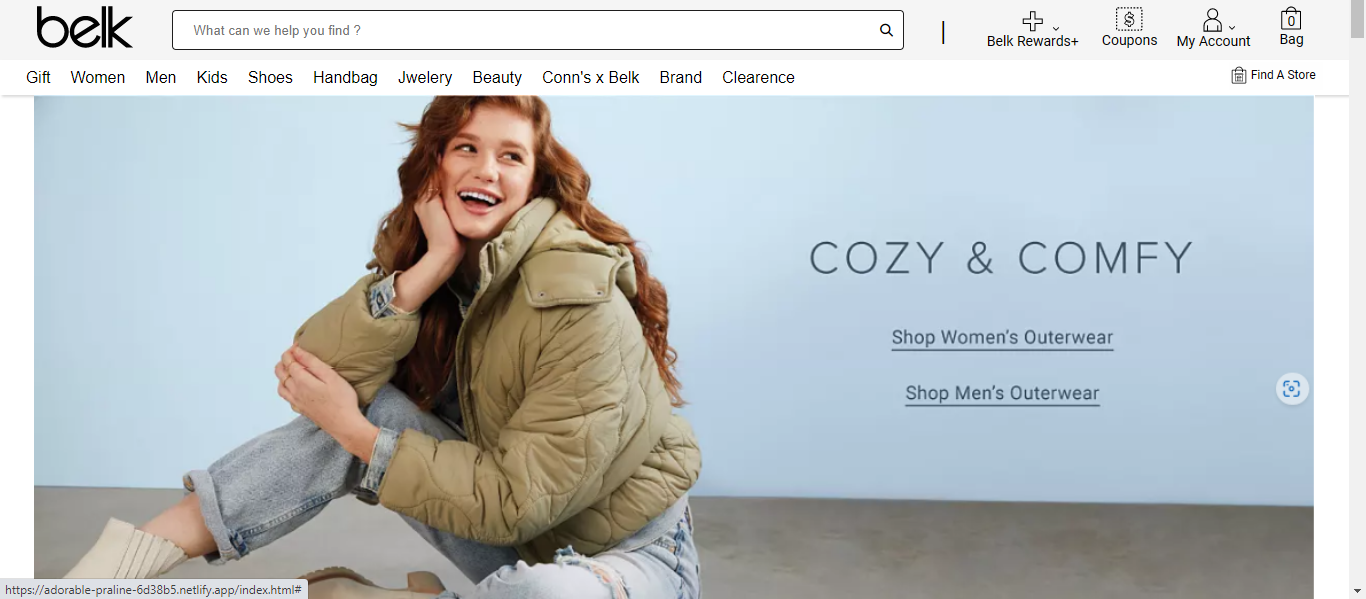 belk
What can we help you find ?
|
Belk Rewards+
Coupons
My Account
0
Bag
Gift Women Men Kids Shoes Handbag Jwelery Beauty Conn's x Belk Brand Clearence
Find A Store
COZY & COMFY
Shop Women's Outerwear
Shop Men's Outerwear
https://adorable-praline-6d38b5.netlify.app/index.html#